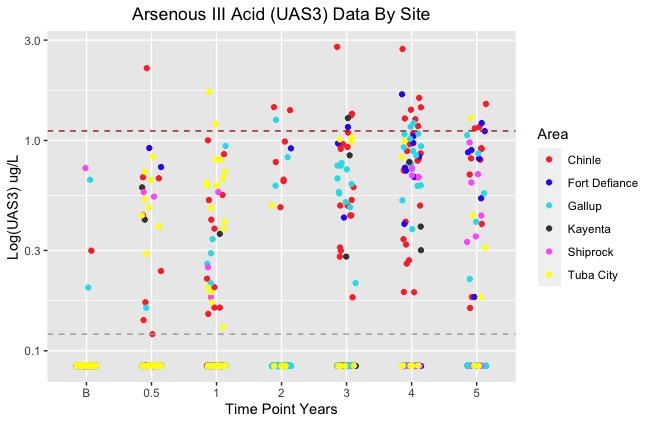 Arsenous III Acid (UAS3) Data By Site
Log(UAS3) ug/L
3.0
1.0
0.3
0.1
B
0.5
1
2
3
4
5
Time Point Years
Area
Chinle
Fort Defiance
Gallup
Kayenta
Shiprock
Tuba City